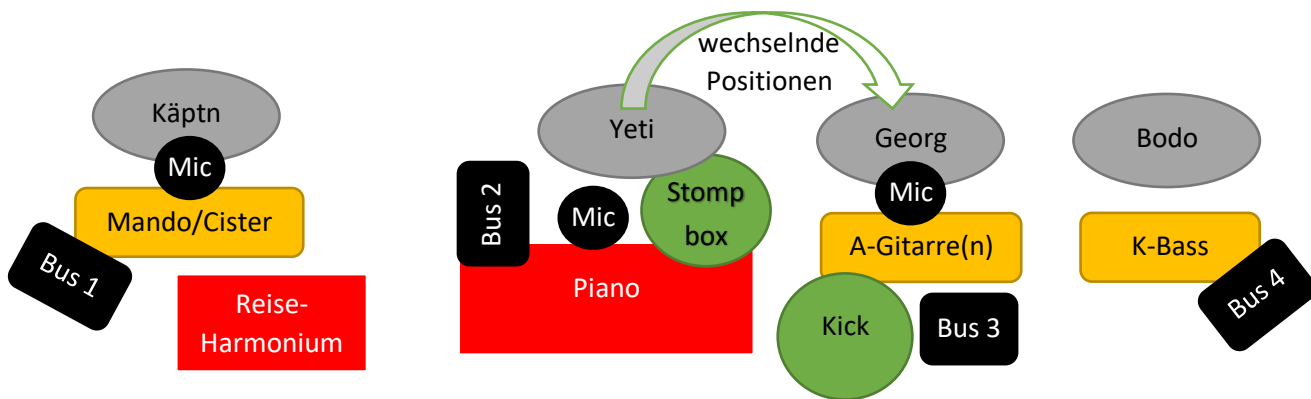 wechselnde
Positionen
Käptn
Mic
Mando/Cister
Bus 1
Reise-
Harmonium
Yeti
Bus 2
Mic
Stomp
box
Piano
Georg
Mic
A-Gitarre(n)
Kick
Bus 3
Bodo
K-Bass
Bus 4